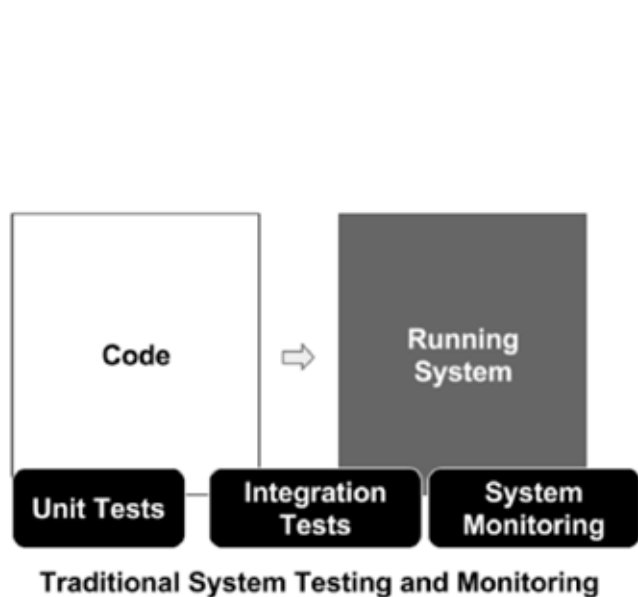 Code
Running
System
Unit Tests
Integration
Tests
System
Monitoring
Traditional System Testing and Monitoring